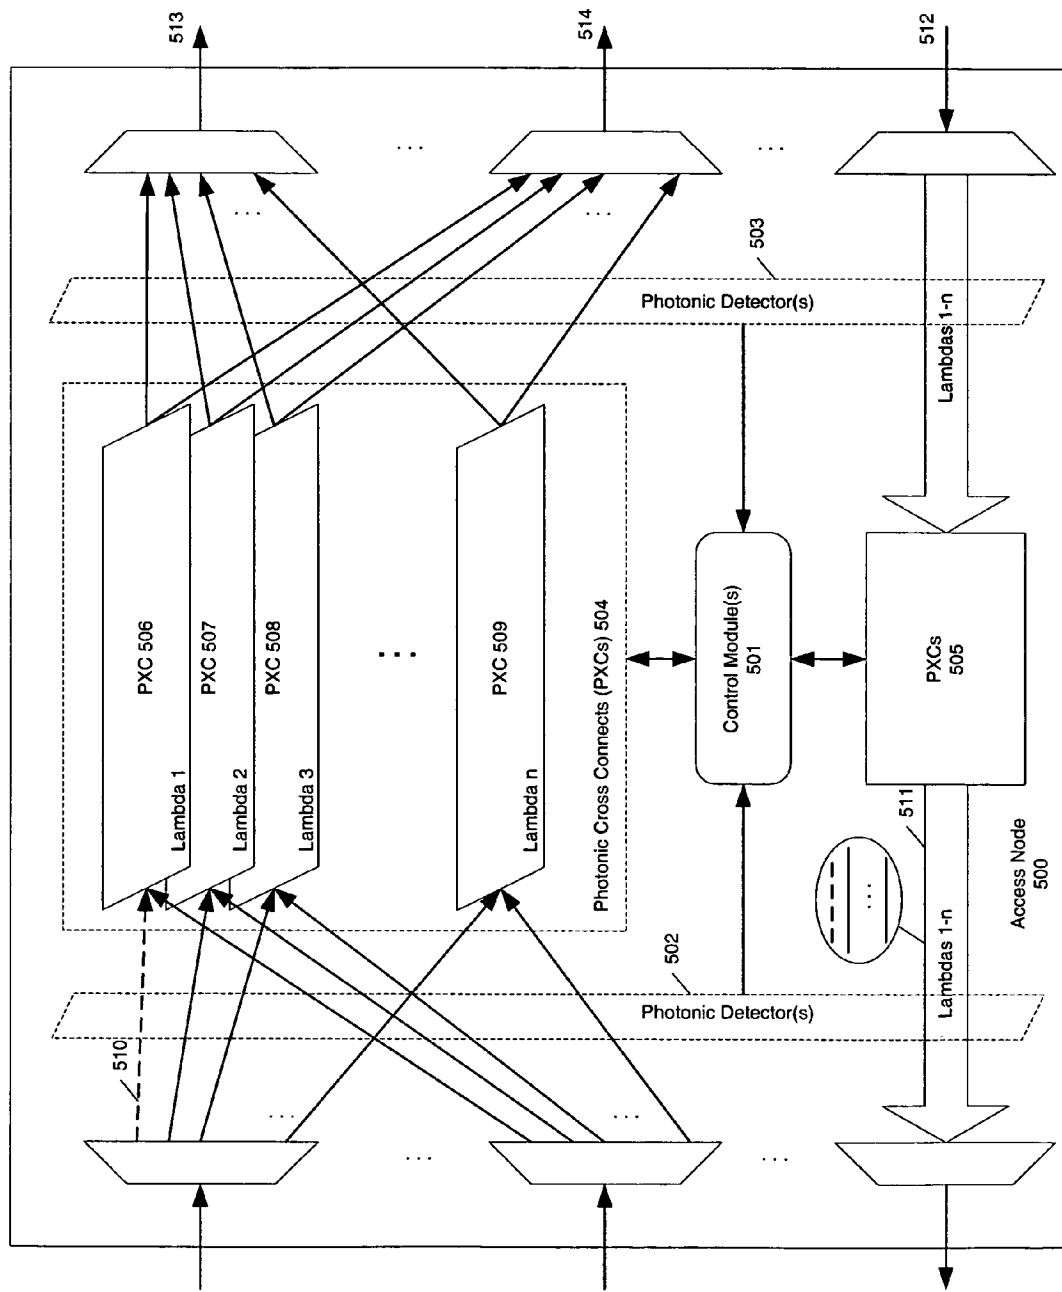 513
514
512
503
Photonic Detector(s)
Lambdas 1-n
PXC 506
PXC 507
PXC 508
...
PXC 509
Lambda 1
Lambda 2
Lambda 3
Lambda n
Photonic Cross Connects (PXCs) 504
Control Module(s)
501
PXCs
505
511
502
Photonic Detector(s)
Lambdas 1-n
510
Access Node
500